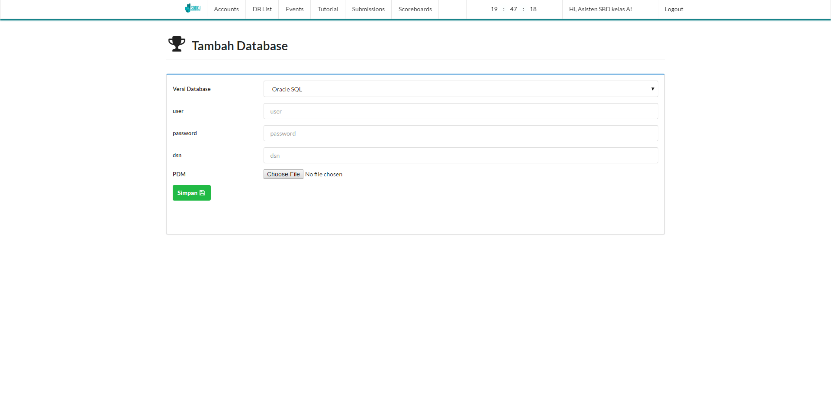 Accounts DB List Events Tutorial Submissions Scoreboards 19 : 47 : 18 Hi, Asisten SBD kelas A! Logout
Tambah Database
Versi Database Oracle SQL
user user
password password
dsn dsn
PDM Choose File No file chosen
Simpan